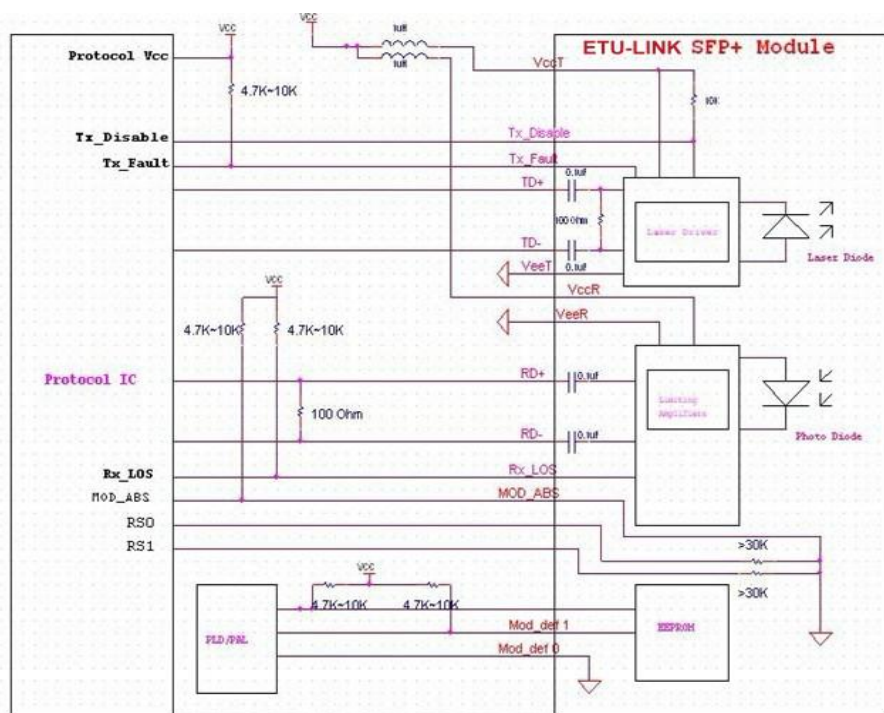 VCC
1uH
ETU-LINK SFP+ Module
Protocol Vcc
1uH
VccT
4.7K~10K
10K
Tx_Disable
Tx_Disable
Tx_Fault
Tx_Fault
0.1uf
TD+
100 Ohm
Laser Driver
TD-
0.1uf
VeeT
Laser Diode
VCC
VccR
VeeR
4.7K~10K
4.7K~10K
Protocol IC
RD+
0.1uf
100 Ohm
Limiting
Amplifiers
RD-
0.1uf
Photo Diode
Rx_LOS
Rx_LOS
MOD_ABS
MOD_ABS
RS0
RS1
>30K
>30K
VCC
4.7K~10K
4.7K~10K
PLD/PAL
Mod_def 1
EEPROM
Mod_def 0